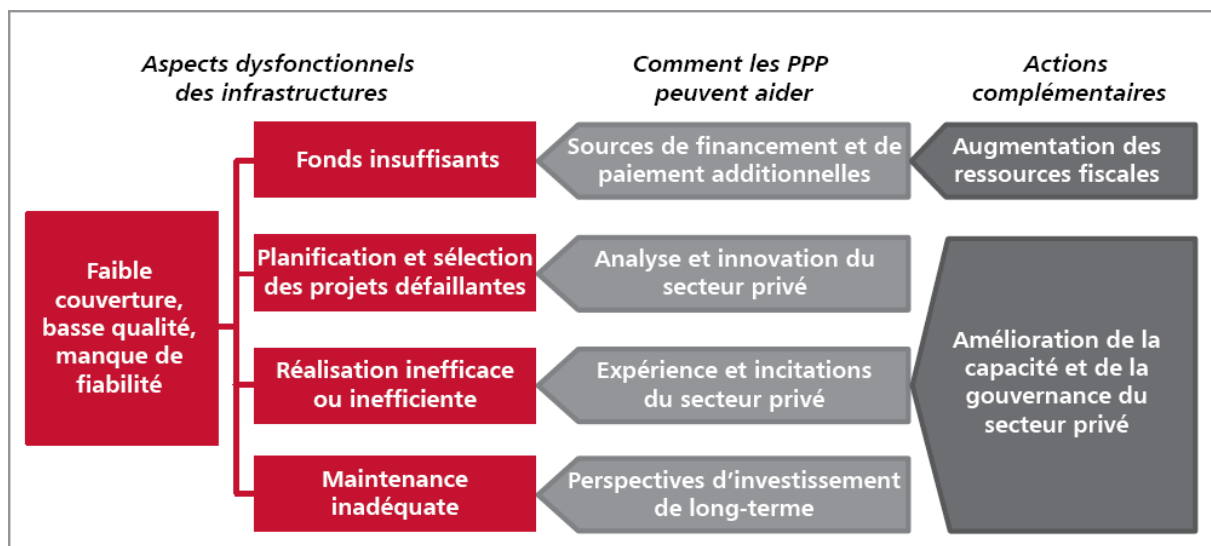 Aspects dysfonctionnels
des infrastructures
Comment les PPP
peuvent aider
Actions
complémentaires
Faible
couverture,
basse qualité,
manque de
fiabilité
Fonds insuffisants
Sources de financement et de
paiement additionnelles
Augmentation des
ressources fiscales
Planification et sélection
des projets défaillantes
Analyse et innovation du
secteur privé
Réalisation inefficace
ou inefficiente
Expérience et incitations
du secteur privé
Maintenance
inadéquate
Perspectives d’investissement
de long-terme
Amélioration de la
capacité et de la
gouvernance du
secteur privé